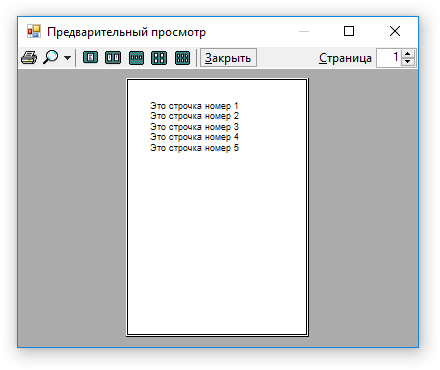 Предварительный просмотр
Закрыть Страница 1
Это строчка номер 1
Это строчка номер 2
Это строчка номер 3
Это строчка номер 4
Это строчка номер 5